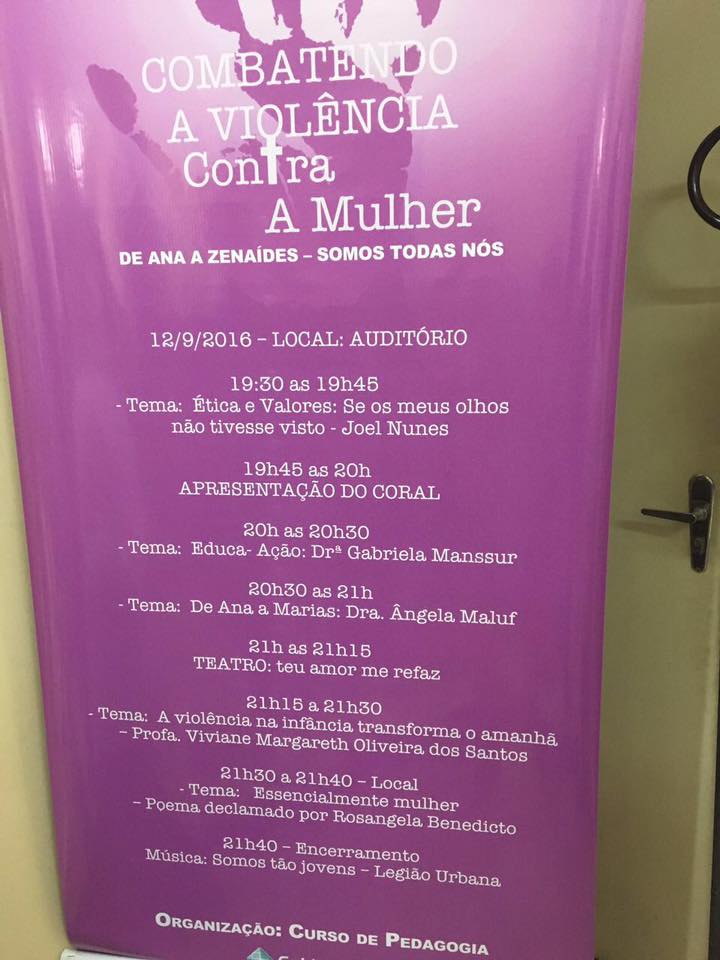 COMBATENDO
A VIOLÊNCIA
Contra
A Mulher
DE ANA A ZENAÍDES – SOMOS TODAS NÓS
12/9/2016 – LOCAL: AUDITÓRIO
19:30 as 19h45
- Tema: Ética e Valores: Se os meus olhos
não tivesse visto - Joel Nunes
19h45 as 20h
APRESENTAÇÃO DO CORAL
20h as 20h30
- Tema: Educa- Ação: Drª Gabriela Manssur
20h30 as 21h
- Tema: De Ana a Marias: Dra. Ângela Maluf
21h as 21h15
TEATRO: teu amor me refaz
21h15 a 21h30
- Tema: A violência na infância transforma o amanhã
– Profa. Viviane Margareth Oliveira dos Santos
21h30 a 21h40 – Local
- Tema: Essencialmente mulher
– Poema declamado por Rosangela Benedicto
21h40 – Encerramento
Música: Somos tão jovens – Legião Urbana
ORGANIZAÇÃO: CURSO DE PEDAGOGIA